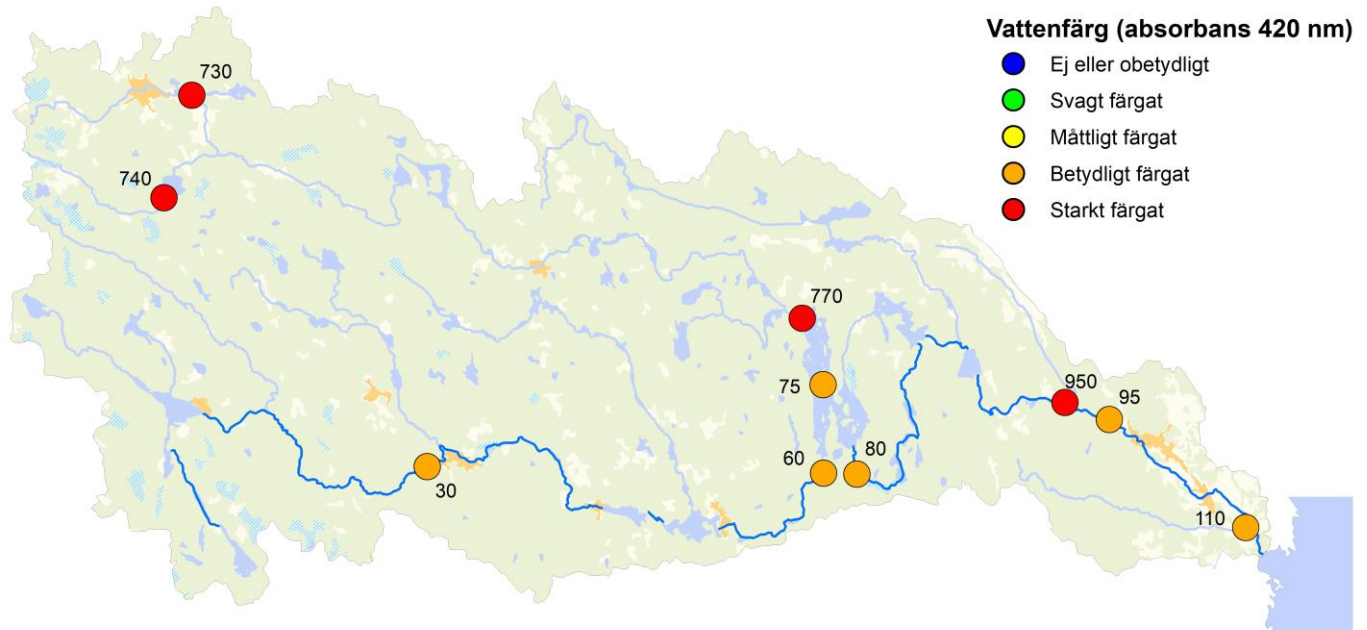 Vattenfärg (absorbans 420 nm)
Ej eller obetydligt
Svagt färgat
Måttligt färgat
Betydligt färgat
Starkt färgat
730
740
770
75
950
95
60
80
30
110